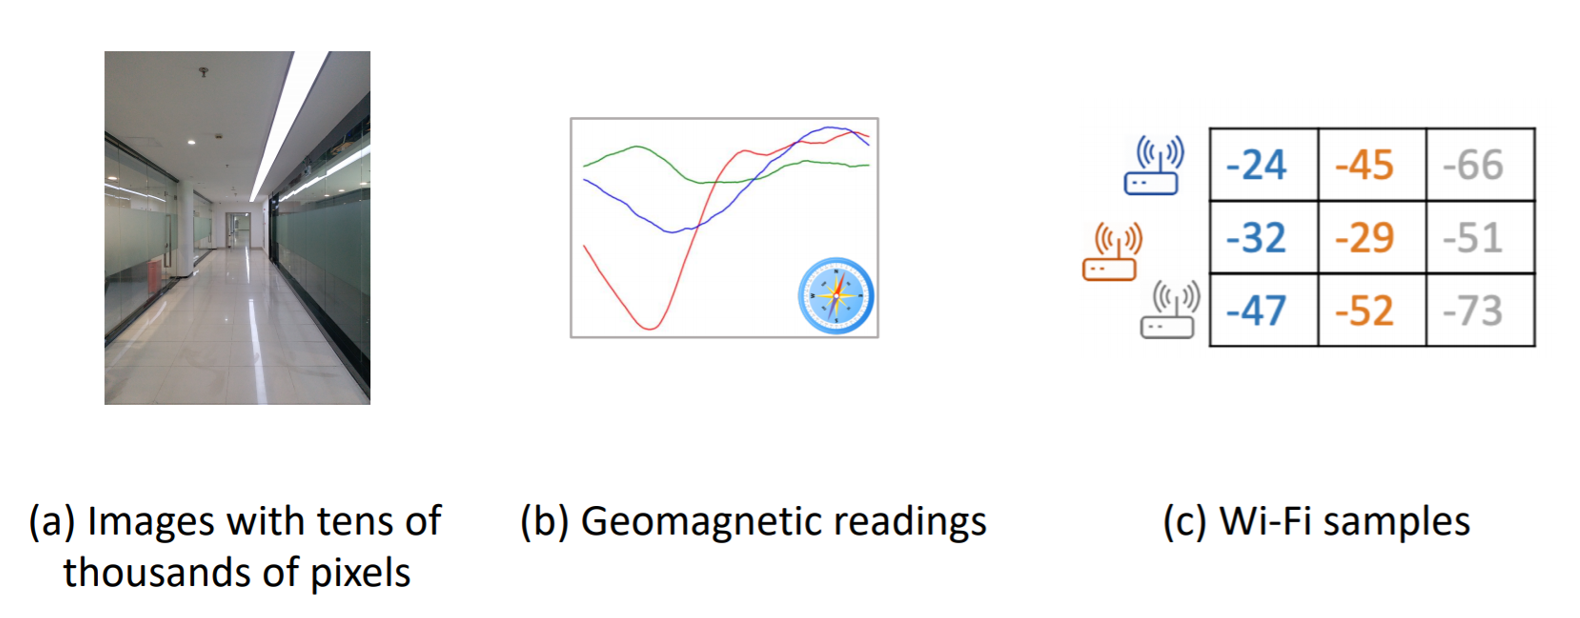 -24 -45 -66
-32 -29 -51
-47 -52 -73
(a) Images with tens of
thousands of pixels
(b) Geomagnetic readings
(c) Wi-Fi samples